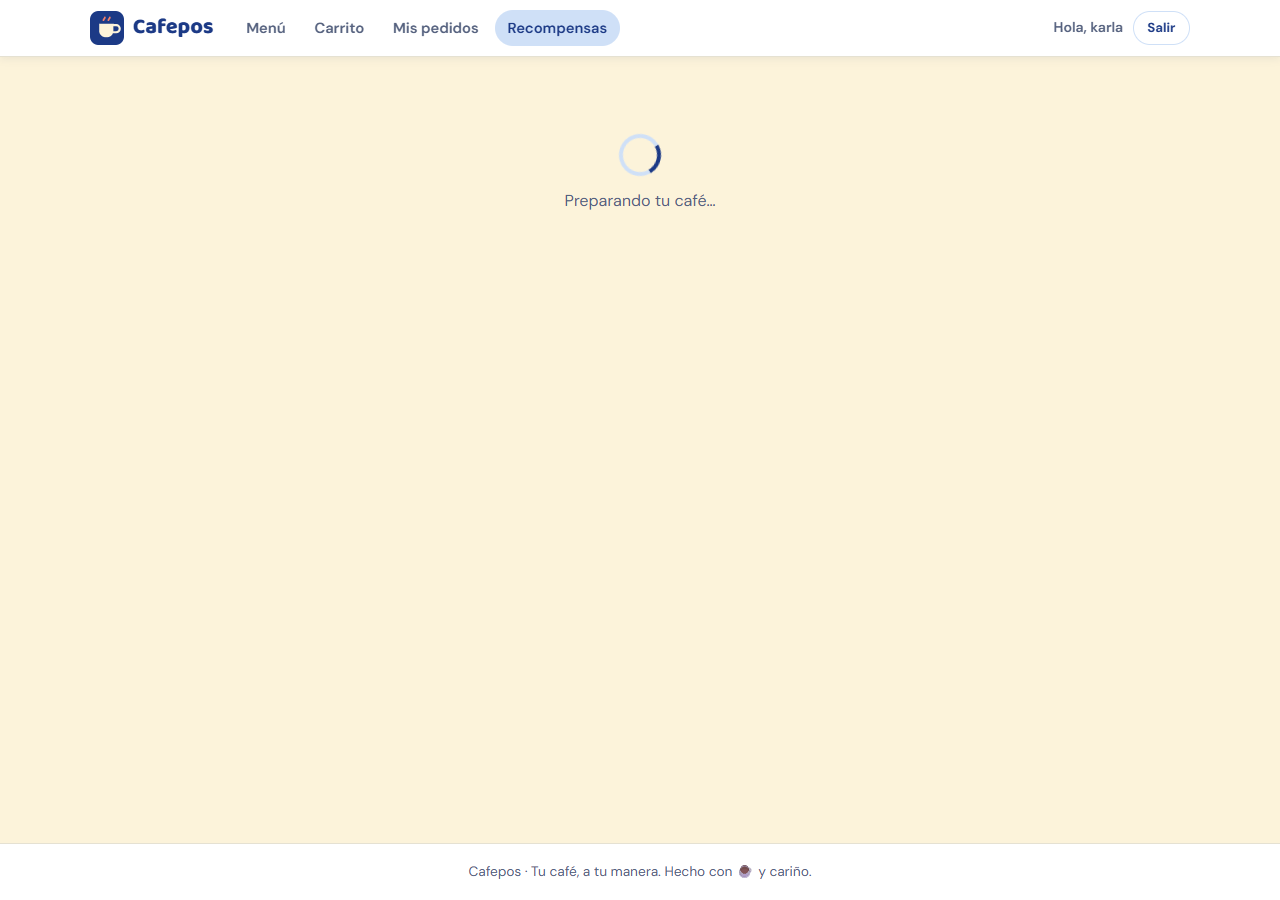 Cafepos Menú Carrito Mis pedidos Recompensas Hola, karla Salir
Preparando tu café...
Cafepos · Tu café, a tu manera. Hecho con y cariño.